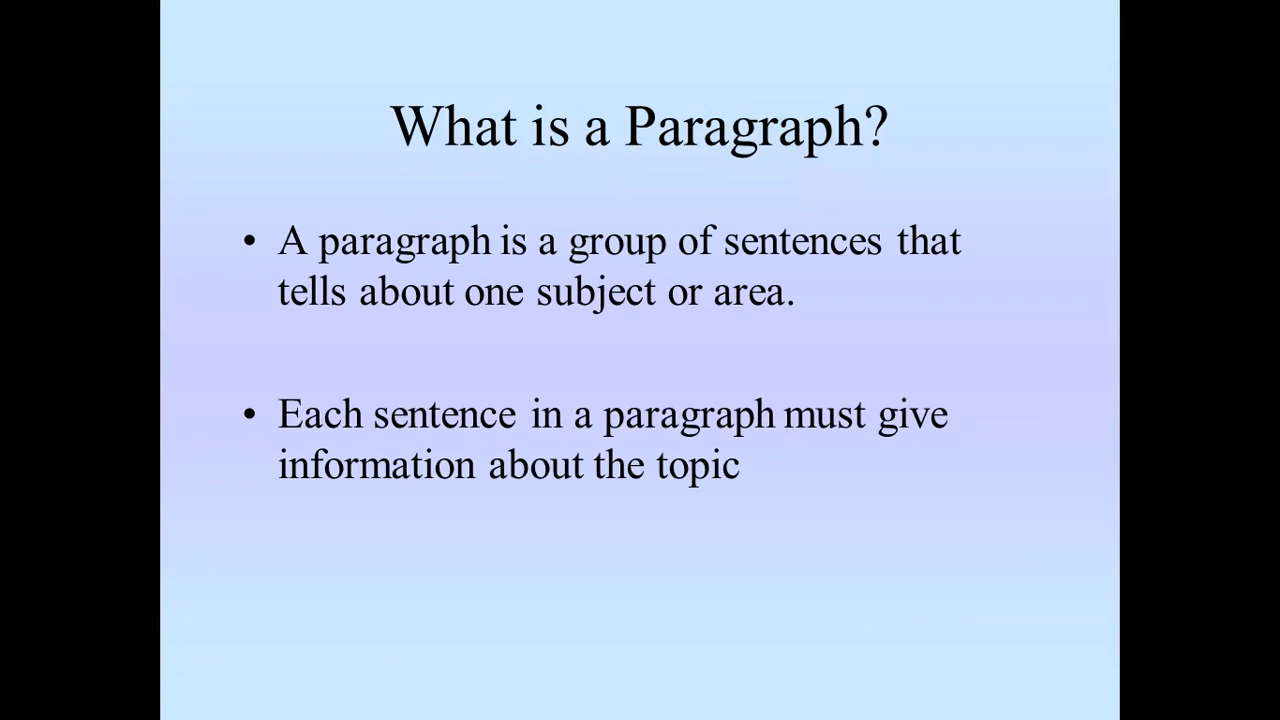 What is a Paragraph?
• A paragraph is a group of sentences that
tells about one subject or area.
• Each sentence in a paragraph must give
information about the topic